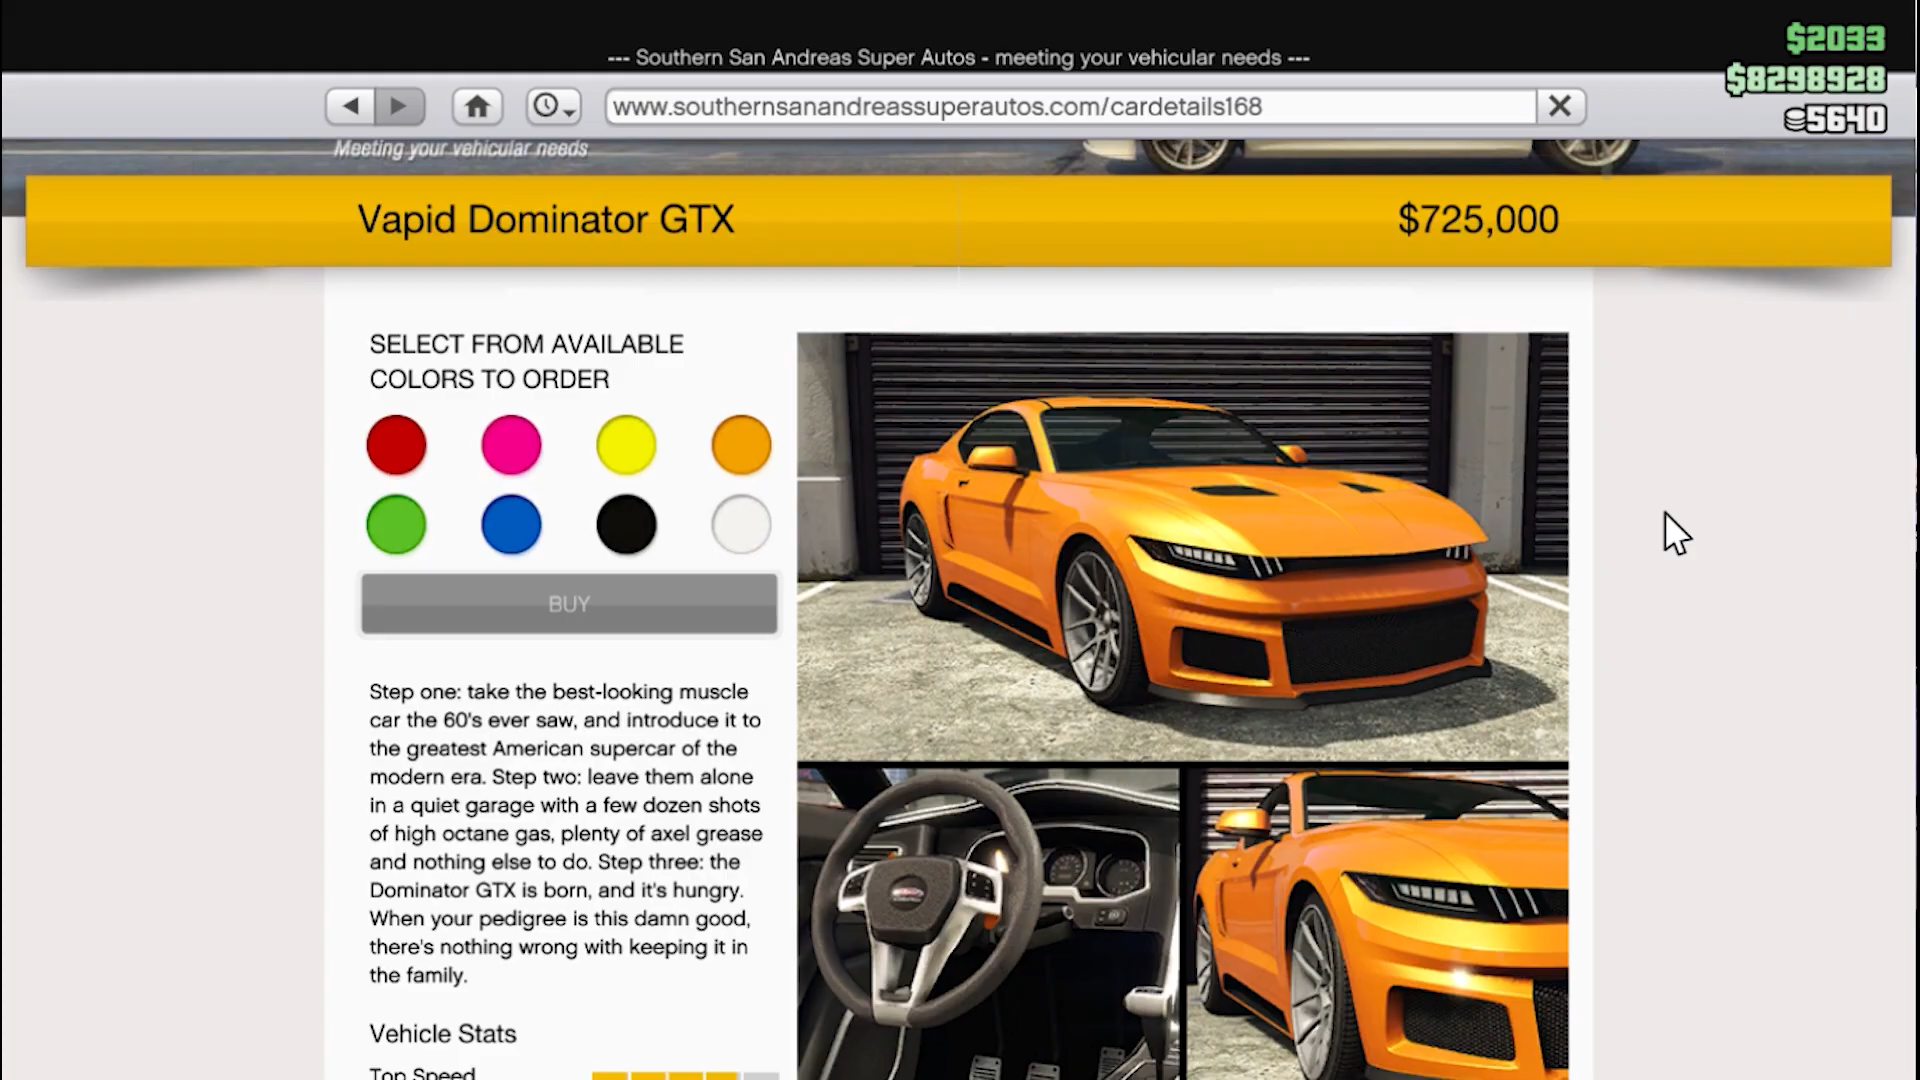 --- Southern San Andreas Super Autos - meeting your vehicular needs ---
$2033
$8298928
5640
www.southernsanandreassuperautos.com/cardetails168
Meeting your vehicular needs
Vapid Dominator GTX
$725,000
SELECT FROM AVAILABLE
COLORS TO ORDER
BUY
Step one: take the best-looking muscle
car the 60's ever saw, and introduce it to
the greatest American supercar of the
modern era. Step two: leave them alone
in a quiet garage with a few dozen shots
of high octane gas, plenty of axel grease
and nothing else to do. Step three: the
Dominator GTX is born, and it's hungry.
When your pedigree is this damn good,
there's nothing wrong with keeping it in
the family.
Vehicle Stats
Top Speed